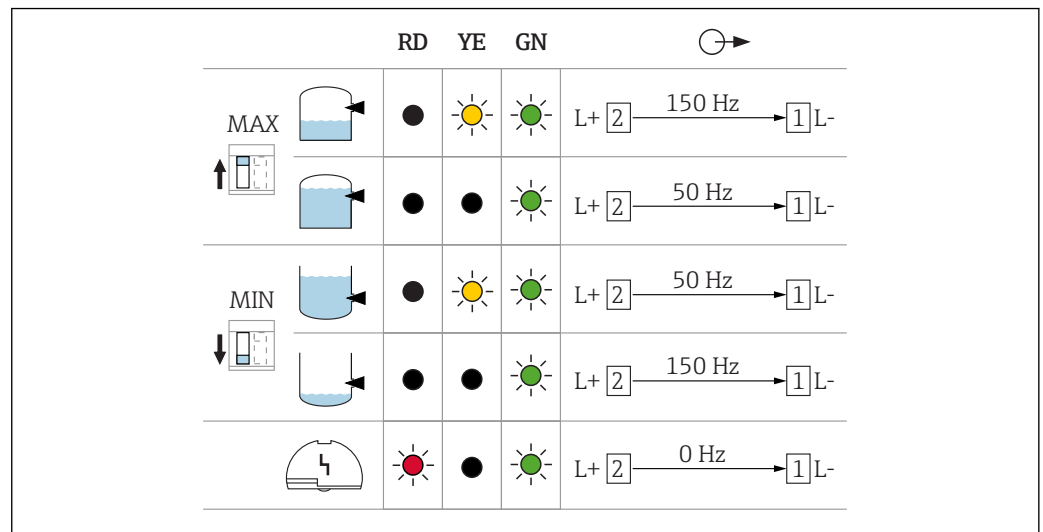 RD YE GN
MAX
L+ 2 150 Hz 1 L-
L+ 2 50 Hz 1 L-
MIN
L+ 2 50 Hz 1 L-
L+ 2 150 Hz 1 L-
L+ 2 0 Hz 1 L-